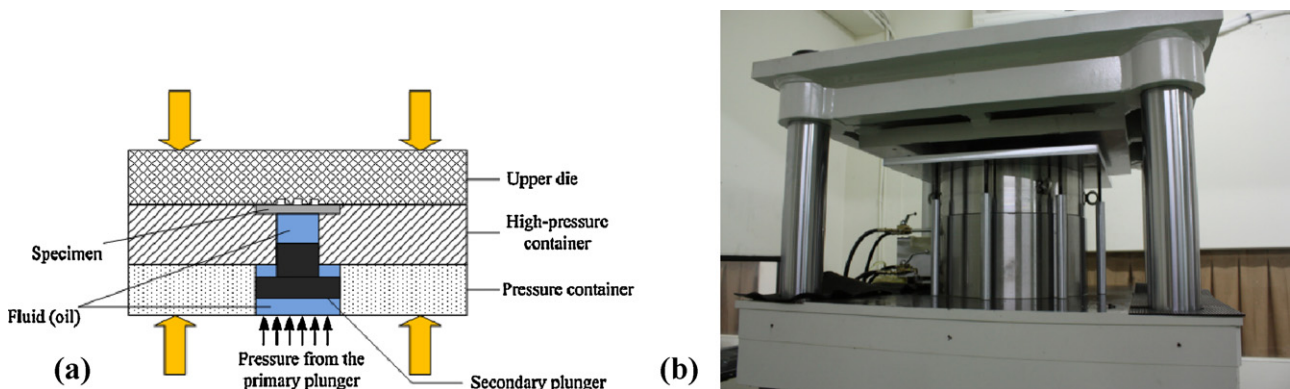 Upper die
High-pressure
container
Specimen
Pressure container
Fluid (oil)
Pressure from the
primary plunger
Secondary plunger
(a)
(b)